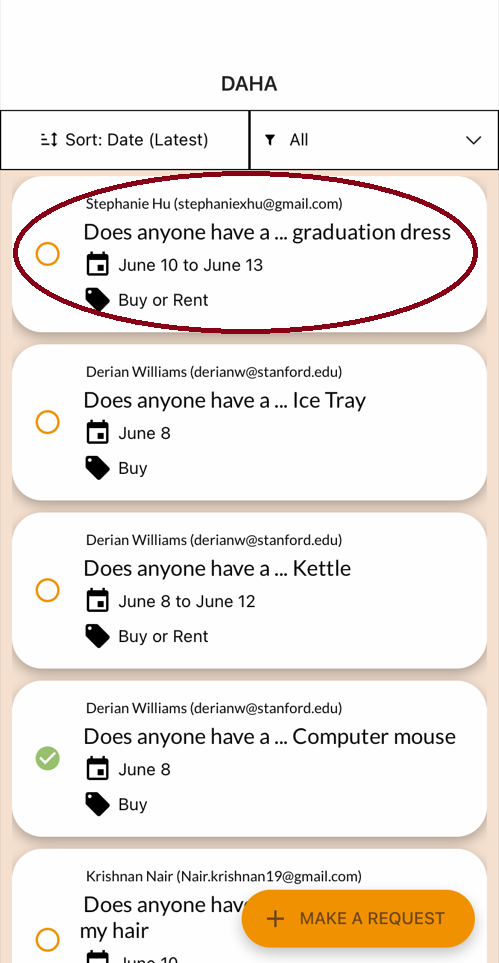 DAHA
Sort: Date (Latest)
All
Stephanie Hu (stephaniexhu@gmail.com)
Does anyone have a ... graduation dress
June 10 to June 13
Buy or Rent
Derian Williams (derianw@stanford.edu)
Does anyone have a ... Ice Tray
June 8
Buy
Derian Williams (derianw@stanford.edu)
Does anyone have a ... Kettle
June 8 to June 12
Buy or Rent
Derian Williams (derianw@stanford.edu)
Does anyone have a ... Computer mouse
June 8
Buy
Krishnan Nair (Nair.krishnan19@gmail.com)
Does anyone
my hair
June 10
+ MAKE A REQUEST